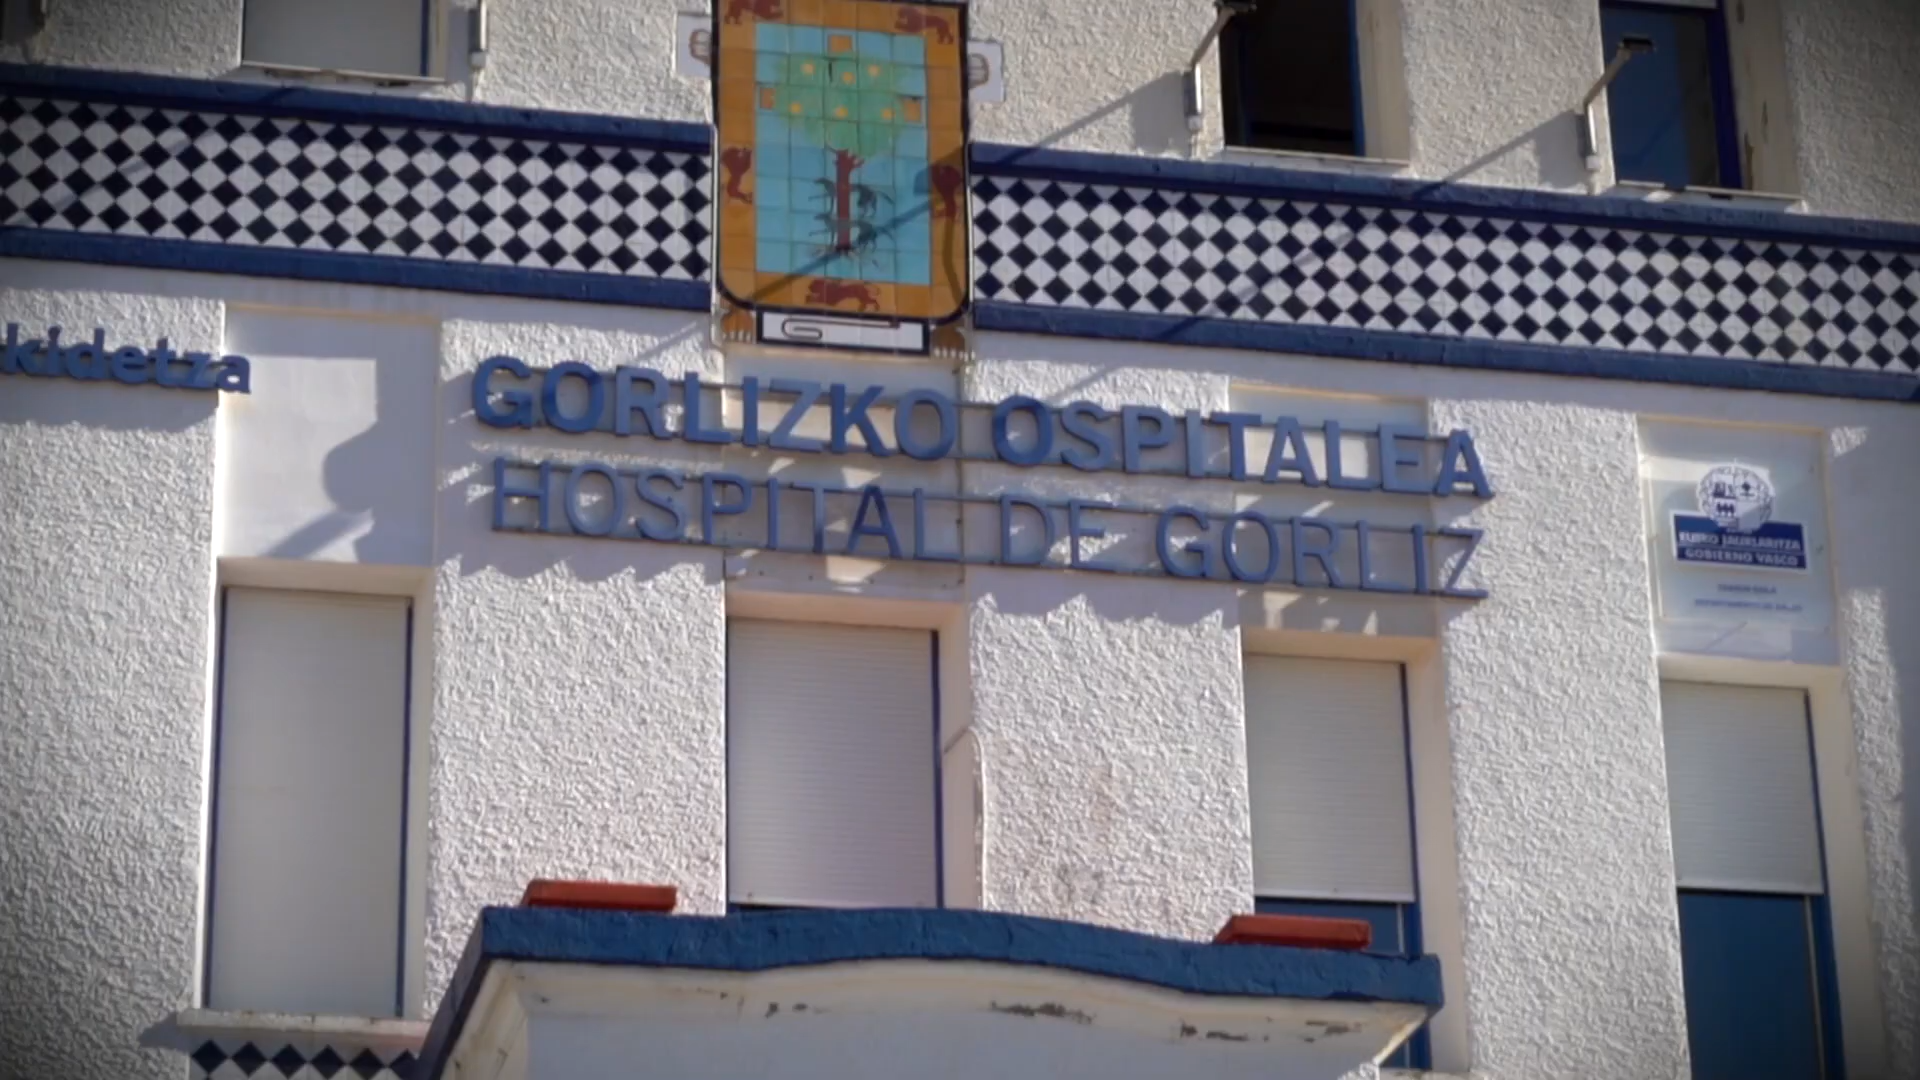 kidetza
GORLIZKO OSPITALEA
HOSPITAL DE GORLIZ
EUSKO JAURLARITZA
GOBIERNO VASCO